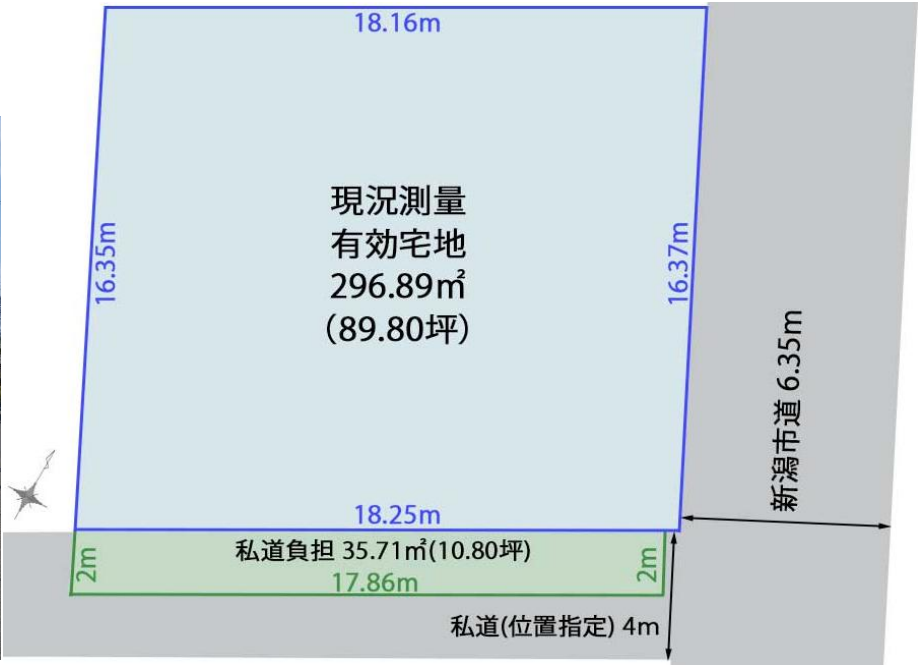 18.16m
現況測量
有効宅地
296.89㎡
(89.80坪)
16.35m
16.37m
新潟市道 6.35m
18.25m
私道負担 35.71㎡(10.80坪)
2m
2m
17.86m
私道(位置指定) 4m